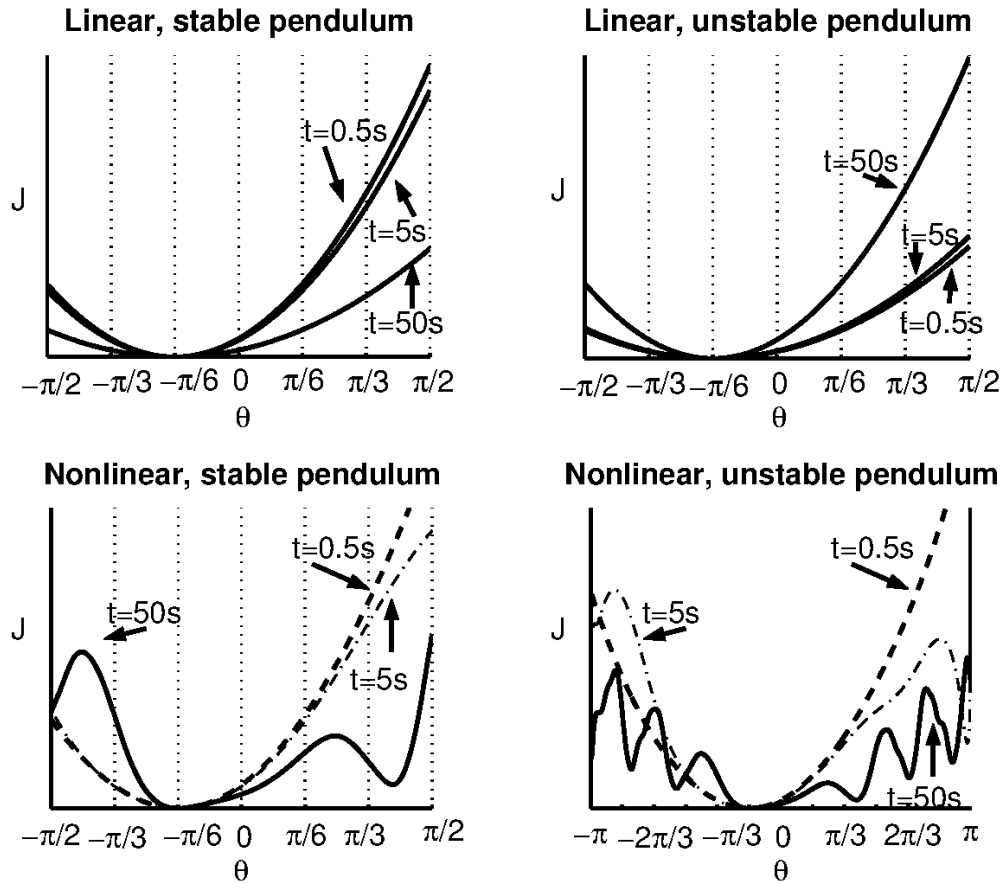 Linear, stable pendulum
J
t=0.5s
t=5s
t=50s
−π/2 −π/3 −π/6 0 π/6 π/3 π/2
θ
Linear, unstable pendulum
J
t=50s
t=5s
t=0.5s
−π/2 −π/3 −π/6 0 π/6 π/3 π/2
θ
Nonlinear, stable pendulum
J
t=0.5s
t=50s
t=5s
−π/2 −π/3 −π/6 0 π/6 π/3 π/2
θ
Nonlinear, unstable pendulum
J
t=0.5s
t=5s
t=50s
−π −2π/3 −π/3 0 π/3 2π/3 π
θ